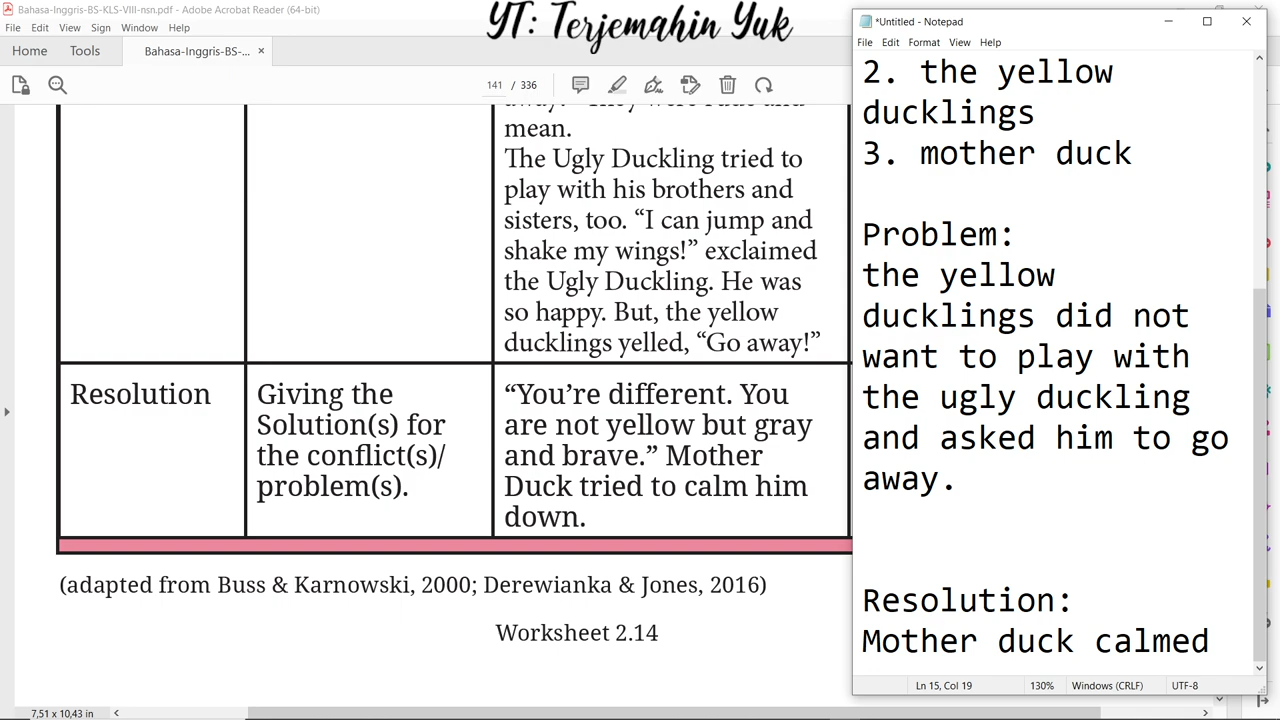 Bahasa-Inggris-BS-KLS-VIII-nsn.pdf - Adobe Acrobat Reader (64-bit)
File Edit View Sign Window Help
Home Tools Bahasa-Inggris-BS-... ×
YT: Terjemahin Yuk
141 / 336
mean.
The Ugly Duckling tried to
play with his brothers and
sisters, too. “I can jump and
shake my wings!” exclaimed
the Ugly Duckling. He was
so happy. But, the yellow
ducklings yelled, “Go away!”
Resolution
Giving the
Solution(s) for
the conflict(s)/
problem(s).
“You’re different. You
are not yellow but gray
and brave.” Mother
Duck tried to calm him
down.
(adapted from Buss & Karnowski, 2000; Derewianka & Jones, 2016)
Worksheet 2.14
7,51 x 10,43 in
*Untitled - Notepad
File Edit Format View Help
2. the yellow
ducklings
3. mother duck
Problem:
the yellow
ducklings did not
want to play with
the ugly duckling
and asked him to go
away.
Resolution:
Mother duck calmed
Ln 15, Col 19 130% Windows (CRLF) UTF-8